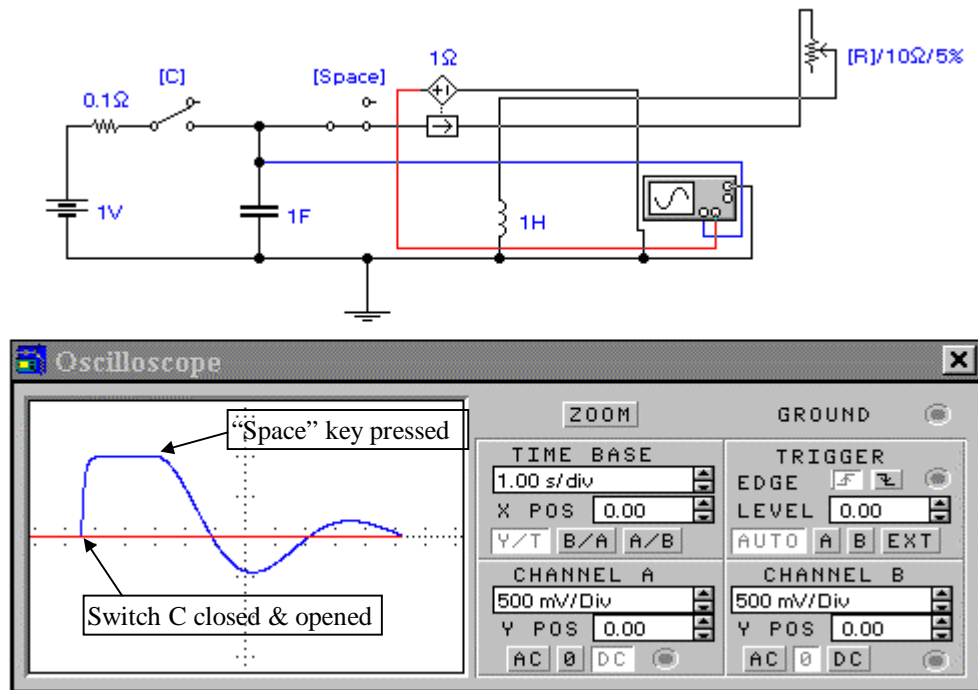 1Ω
[R]/10Ω/5%
[C]
[Space]
0.1Ω
1V
1F
1H
Oscilloscope
"Space" key pressed
Switch C closed & opened
ZOOM
GROUND
TIME BASE
1.00 s/div
X POS 0.00
Y/T B/A A/B
TRIGGER
EDGE
LEVEL 0.00
AUTO A B EXT
CHANNEL A
500 mV/Div
Y POS 0.00
AC 0 DC
CHANNEL B
500 mV/Div
Y POS 0.00
AC 0 DC